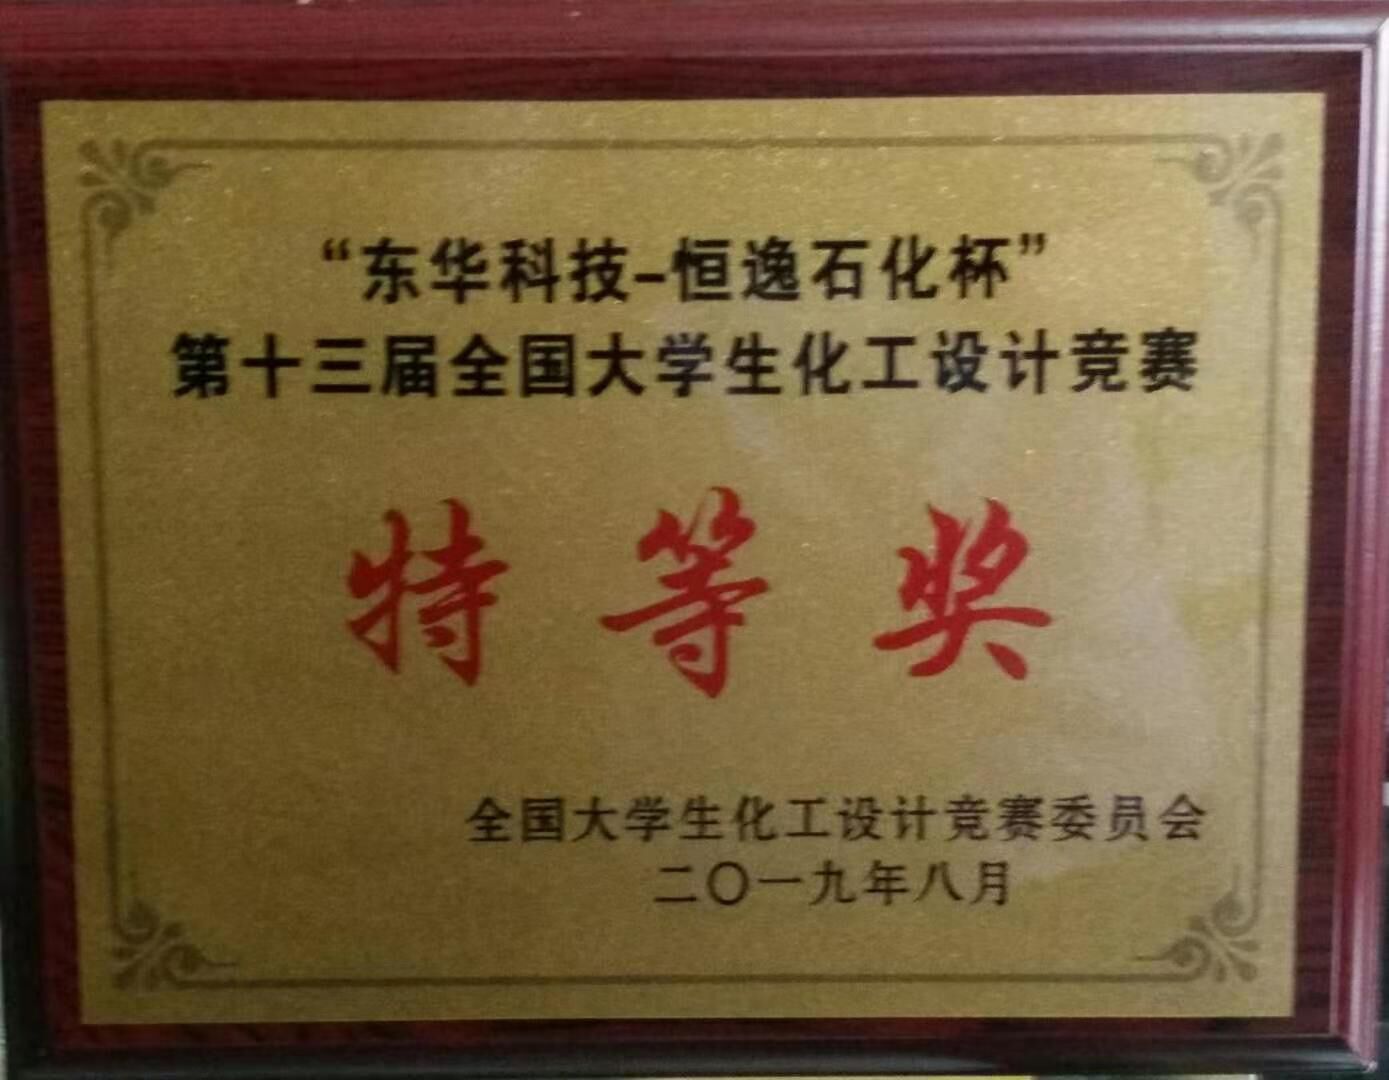 “东华科技-恒逸石化杯”
第十三届全国大学生化工设计竞赛
特等奖
全国大学生化工设计竞赛委员会
二〇一九年八月